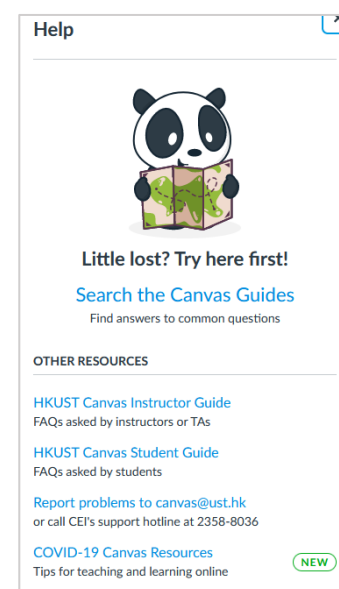 Help
Little lost? Try here first!
Search the Canvas Guides
Find answers to common questions
OTHER RESOURCES
HKUST Canvas Instructor Guide
FAQs asked by instructors or TAs
HKUST Canvas Student Guide
FAQs asked by students
Report problems to canvas@ust.hk
or call CEI's support hotline at 2358-8036
COVID-19 Canvas Resources
NEW
Tips for teaching and learning online